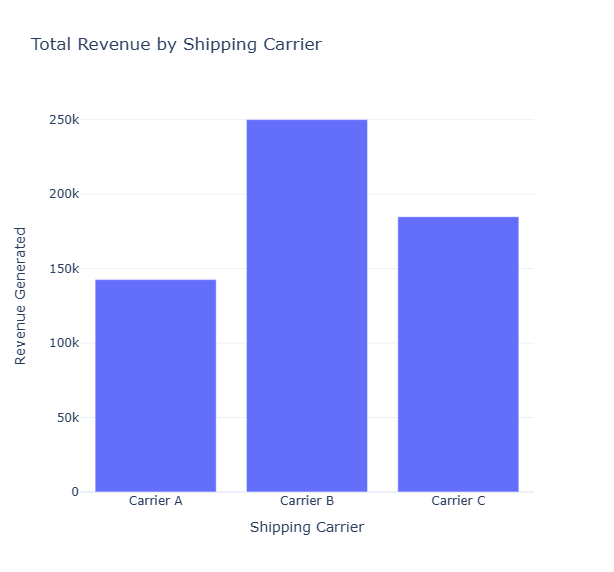 Total Revenue by Shipping Carrier
250k
200k
150k
100k
50k
0
Revenue Generated
Carrier A
Carrier B
Carrier C
Shipping Carrier